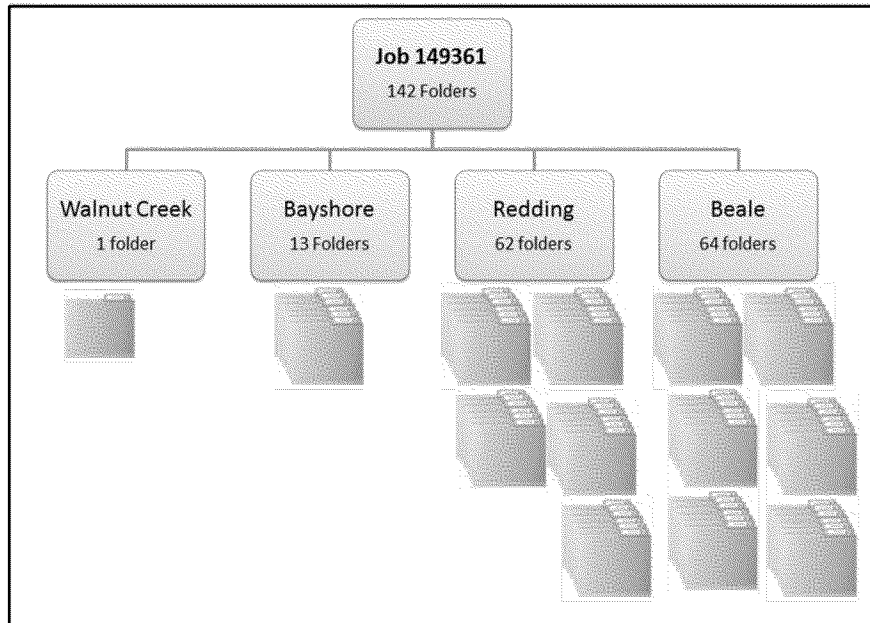 Job 149361
142 Folders
Walnut Creek
1 folder
Bayshore
13 Folders
Redding
62 folders
Beale
64 folders